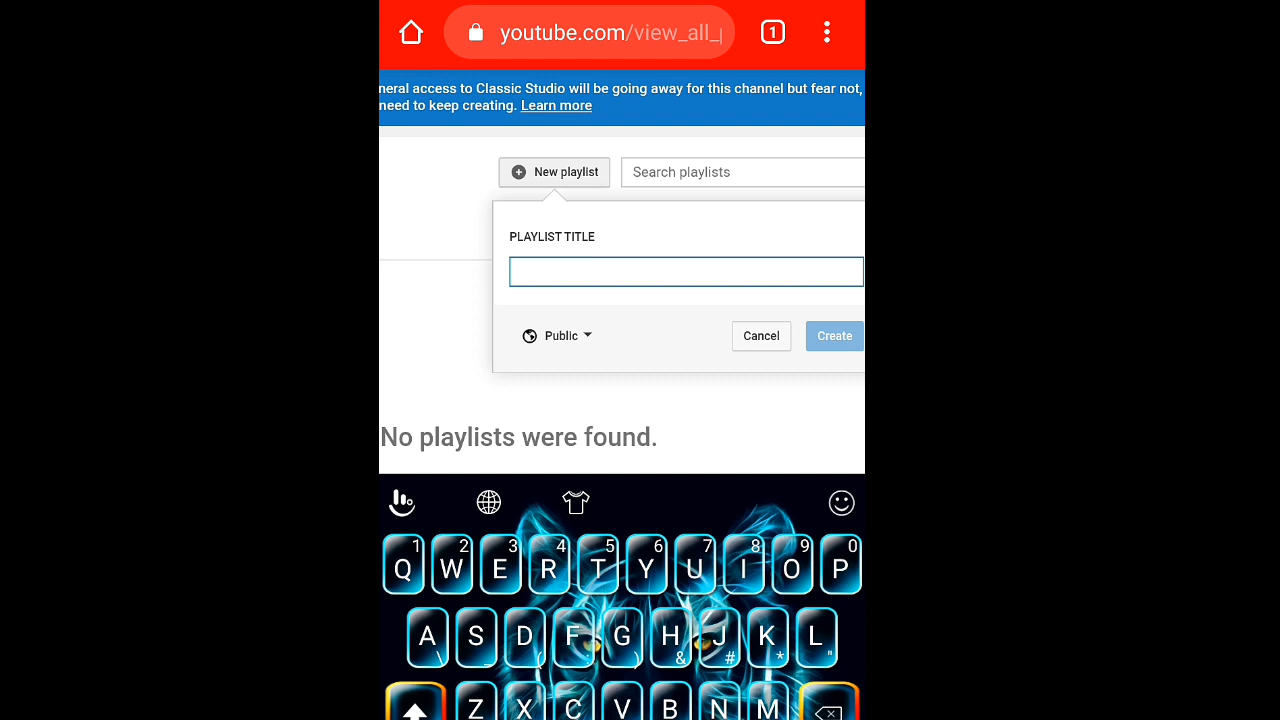 youtube.com/view_all_ 1
neral access to Classic Studio will be going away for this channel but fear not,
need to keep creating. Learn more
New playlist Search playlists
PLAYLIST TITLE
Public Cancel Create
No playlists were found.
1 2 3 4 5 6 7 8 9 0
Q W E R T Y U I O P
A S D F G H J K L
\ _ ( : ) & # * "
Z X C V B N M